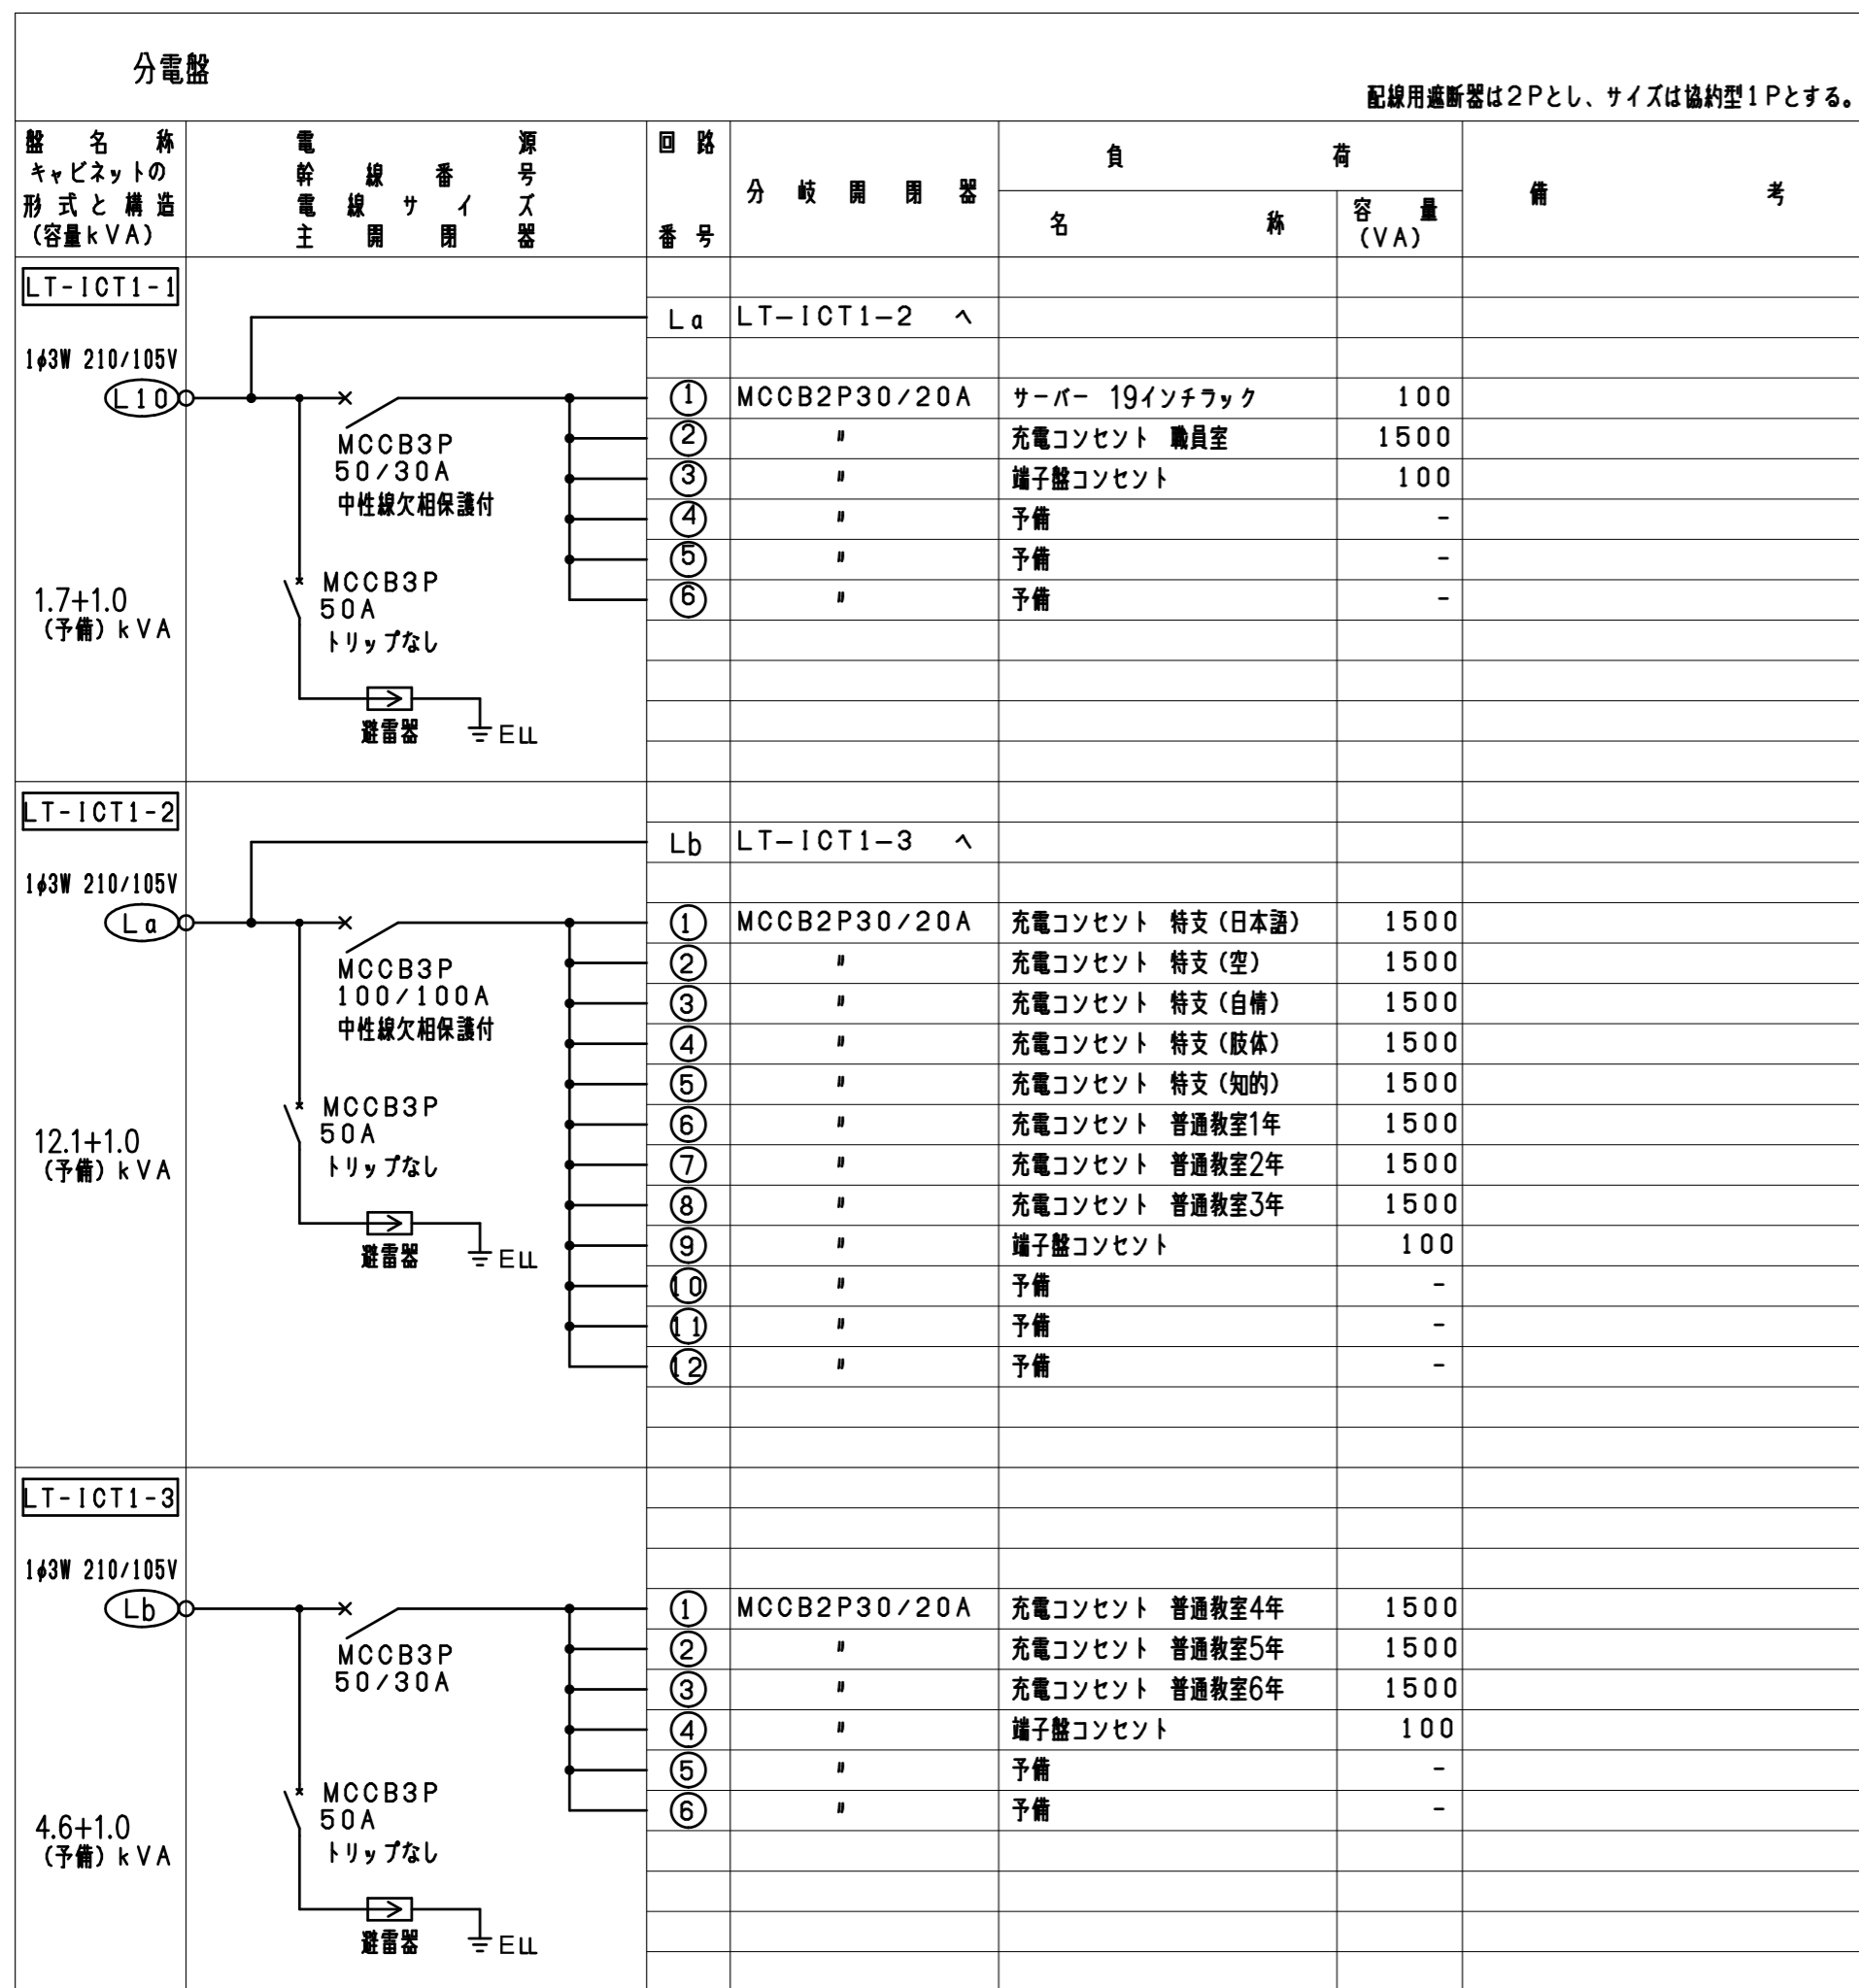 分電盤
配線用遮断器は2Pとし、サイズは協約型1Pとする。
盤名称
キャビネットの
形式と構造
(容量kVA)
電源
幹線番号
電線サイズ
主開閉器
回路
番号
分岐開閉器
負荷
名称
容量
(VA)
備考
LT-ICT1-1
La LT-ICT1-2 へ
1φ3W 210/105V
L10
MCCB3P
50/30A
中性線欠相保護付
MCCB3P
50A
トリップなし
避雷器
ELL
1.7+1.0
(予備)kVA
1 MCCB2P30/20A サーバー 19インチラック 100
2 〃 充電コンセント 職員室 1500
3 〃 端子盤コンセント 100
4 〃 予備 -
5 〃 予備 -
6 〃 予備 -
LT-ICT1-2
Lb LT-ICT1-3 へ
1φ3W 210/105V
La
MCCB3P
100/100A
中性線欠相保護付
MCCB3P
50A
トリップなし
避雷器
ELL
12.1+1.0
(予備)kVA
1 MCCB2P30/20A 充電コンセント 特支(日本語) 1500
2 〃 充電コンセント 特支(空) 1500
3 〃 充電コンセント 特支(自情) 1500
4 〃 充電コンセント 特支(肢体) 1500
5 〃 充電コンセント 特支(知的) 1500
6 〃 充電コンセント 普通教室1年 1500
7 〃 充電コンセント 普通教室2年 1500
8 〃 充電コンセント 普通教室3年 1500
9 〃 端子盤コンセント 100
10 〃 予備 -
11 〃 予備 -
12 〃 予備 -
LT-ICT1-3
1φ3W 210/105V
Lb
MCCB3P
50/30A
MCCB3P
50A
トリップなし
避雷器
ELL
4.6+1.0
(予備)kVA
1 MCCB2P30/20A 充電コンセント 普通教室4年 1500
2 〃 充電コンセント 普通教室5年 1500
3 〃 充電コンセント 普通教室6年 1500
4 〃 端子盤コンセント 100
5 〃 予備 -
6 〃 予備 -